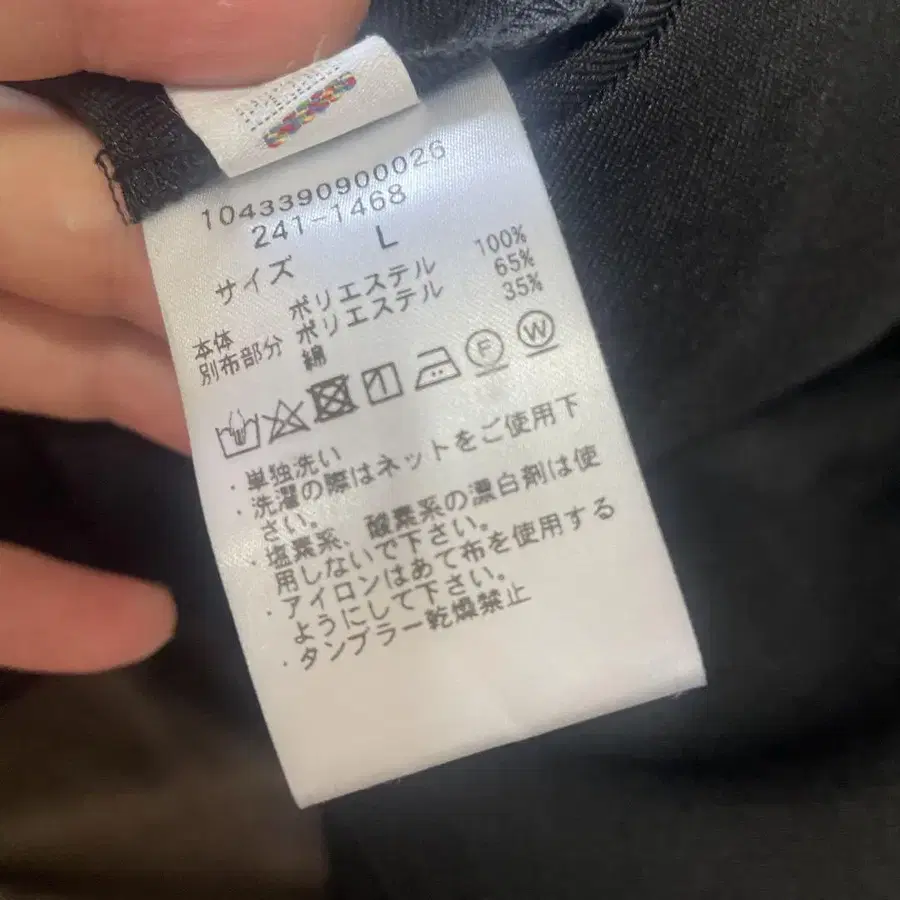 1043390900026
241-1468
サイズ L
本体 ポリエステル 100%
別布部分 ポリエステル 65%
綿 35%
F W
・単独洗い
・洗濯の際はネットをご使用下
さい。
・塩素系、酸素系の漂白剤は使
用しないで下さい。
・アイロンはあて布を使用する
ようにして下さい。
・タンブラー乾燥禁止